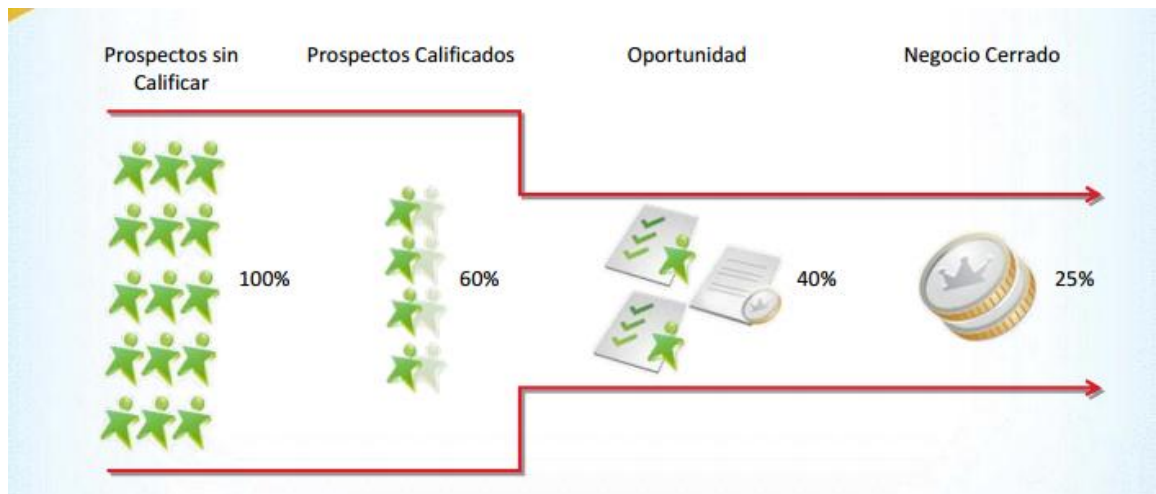 Prospectos sin
Calificar
Prospectos Calificados
Oportunidad
Negocio Cerrado
100%
60%
40%
25%